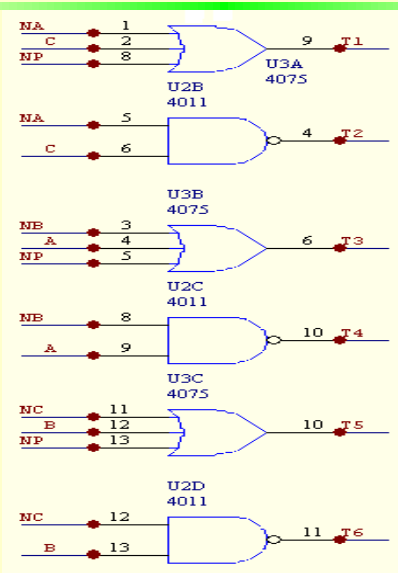 NA 1
C 2 9 T1
NP 8 U3A
4075
U2B
4011
NA 5
4 T2
C 6
U3B
4075
NB 3
A 4 6 T3
NP 5
U2C
4011
NB 8
10 T4
A 9
U3C
4075
NC 11
B 12 10 T5
NP 13
U2D
4011
NC 12
11 T6
B 13